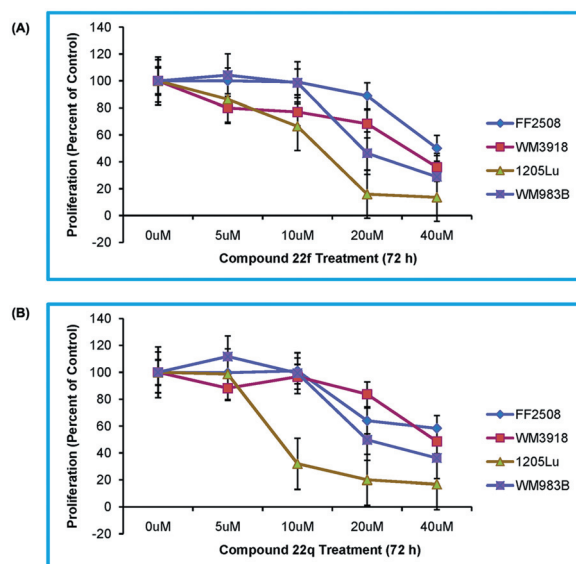 (A)
140
120
100
80
60
40
20
0
-20
Proliferation (Percent of Control)
0uM 5uM 10uM 20uM 40uM
Compound 22f Treatment (72 h)
FF2508
WM3918
1205Lu
WM983B
(B)
140
120
100
80
60
40
20
0
-20
Proliferation (Percent of Control)
0uM 5uM 10uM 20uM 40uM
Compound 22q Treatment (72 h)
FF2508
WM3918
1205Lu
WM983B